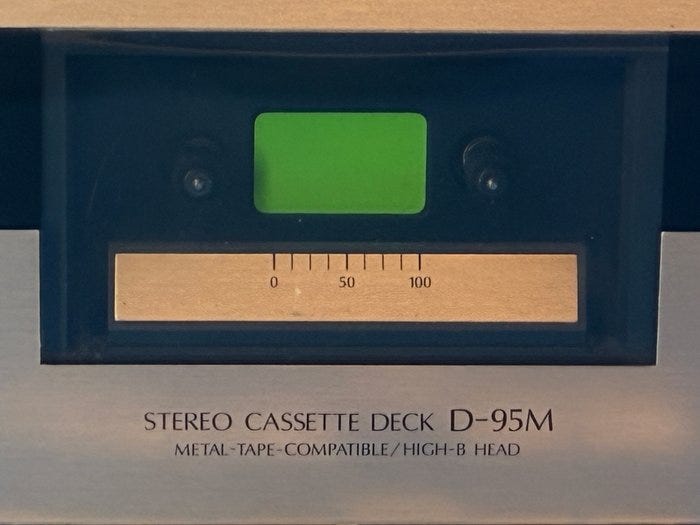 0 50 100
STEREO CASSETTE DECK D-95M
METAL-TAPE-COMPATIBLE/HIGH-B HEAD